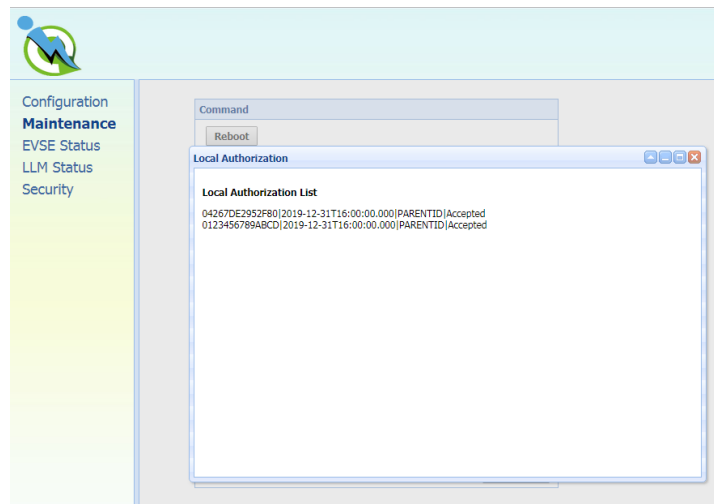 Configuration
Maintenance
EVSE Status
LLM Status
Security
Command
Reboot
Local Authorization
Local Authorization List
04267DE2952F80|2019-12-31T16:00:00.000|PARENTID|Accepted
0123456789ABCD|2019-12-31T16:00:00.000|PARENTID|Accepted